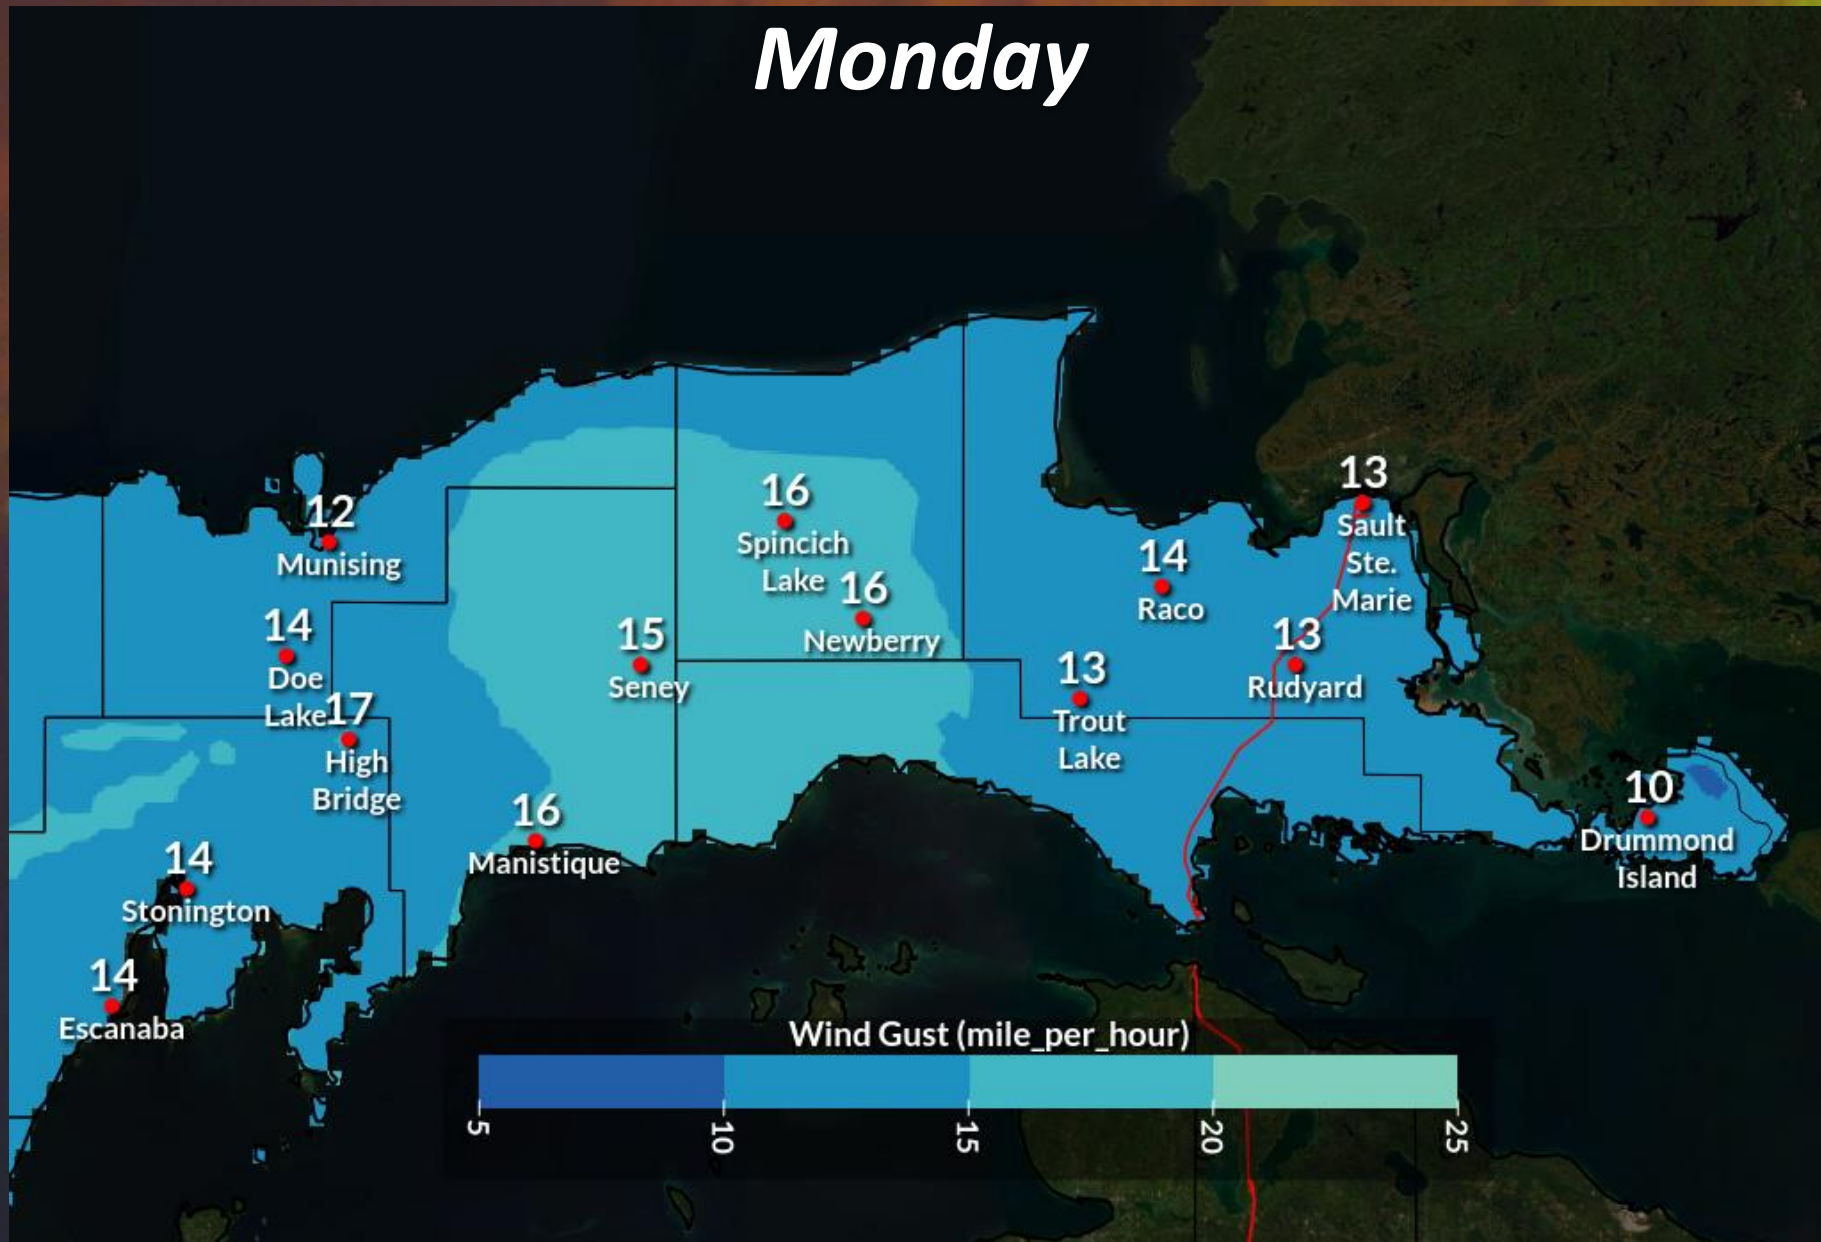 Monday
12
Munising
14
Doe
Lake
17
High
Bridge
14
Stonington
14
Escanaba
16
Manistique
15
Seney
16
Spincich
Lake
16
Newberry
14
Raco
13
Trout
Lake
13
Sault
Ste.
Marie
13
Rudyard
10
Drummond
Island
Wind Gust (mile_per_hour)
5
10
15
20
25